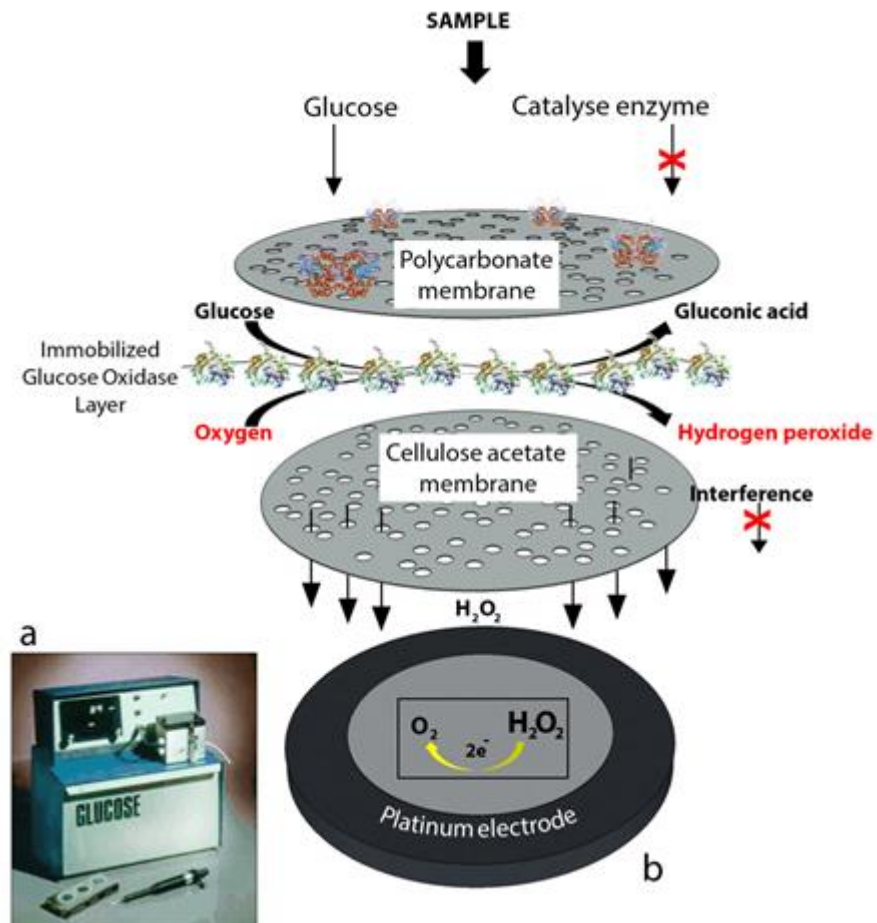 SAMPLE
Glucose
Catalyse enzyme
Polycarbonate
membrane
Glucose
Gluconic acid
Immobilized
Glucose Oxidase
Layer
Oxygen
Hydrogen peroxide
Cellulose acetate
membrane
Interference
H₂O₂
a
GLUCOSE
O₂
H₂O₂
2e⁻
Platinum electrode
b